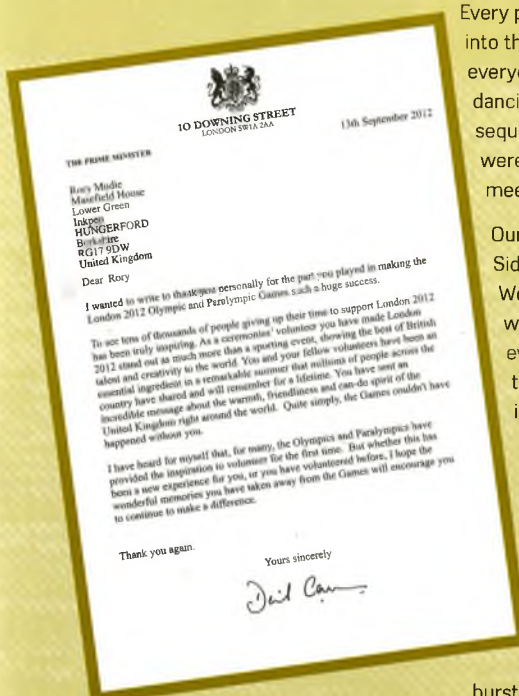 10 DOWNING STREET
LONDON SW1A 2AA
THE PRIME MINISTER
13th September 2012
Rory Mudie
Masefield House
Lower Green
Inkpen
HUNGERFORD
Berkshire
RG17 9DW
United Kingdom
Dear Rory
I wanted to write to thank you personally for the part you played in making the
London 2012 Olympic and Paralympic Games such a huge success.
To see tens of thousands of people giving up their time to support London 2012
has been truly inspiring. As a ceremonies' volunteer you have made London
2012 stand out as much more than a sporting event, showing the best of British
talent and creativity to the world. You and your fellow volunteers have been an
essential ingredient in a remarkable summer that millions of people across the
country have shared and will remember for a lifetime. You have sent an
incredible message about the warmth, friendliness and can-do spirit of the
United Kingdom right around the world. Quite simply, the Games couldn't have
happened without you.
I have heard for myself that, for many, the Olympics and Paralympics have
provided the inspiration to volunteer for the first time. But whether this has
been a new experience for you, or you have volunteered before, I hope the
wonderful memories you have taken away from the Games will encourage you
to continue to make a difference.
Thank you again.
Yours sincerely
Every p
into th
everyo
danci
sequ
were
mee
Our
Sid
We
w
e
t
i
burst